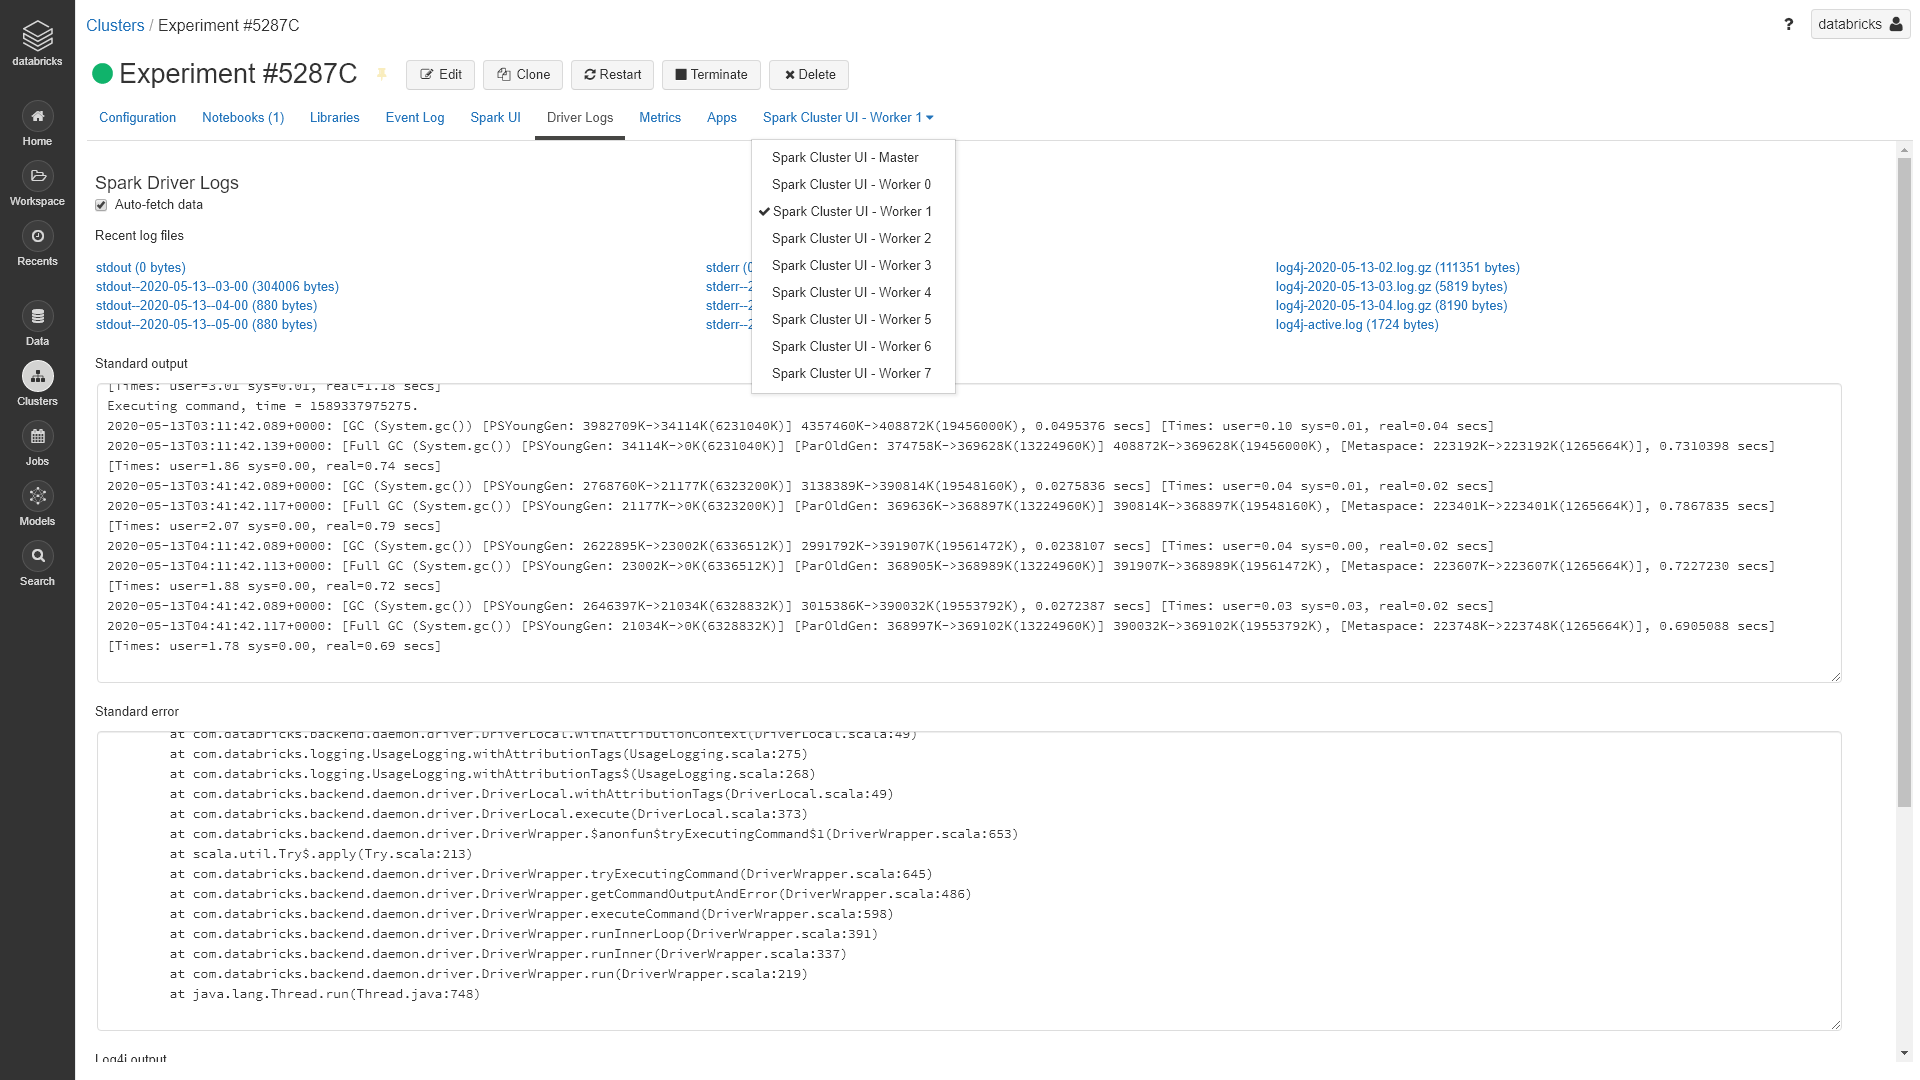 databricks
Home
Workspace
Recents
Data
Clusters
Jobs
Models
Search
Clusters / Experiment #5287C
? databricks
Experiment #5287C
Edit Clone Restart Terminate Delete
Configuration Notebooks (1) Libraries Event Log Spark UI Driver Logs Metrics Apps Spark Cluster UI - Worker 1
Spark Cluster UI - Master
Spark Cluster UI - Worker 0
Spark Cluster UI - Worker 1
Spark Cluster UI - Worker 2
Spark Cluster UI - Worker 3
Spark Cluster UI - Worker 4
Spark Cluster UI - Worker 5
Spark Cluster UI - Worker 6
Spark Cluster UI - Worker 7
Spark Driver Logs
Auto-fetch data
Recent log files
stdout (0 bytes) stderr (0 log4j-2020-05-13-02.log.gz (111351 bytes)
stdout--2020-05-13--03-00 (304006 bytes) stderr--2 log4j-2020-05-13-03.log.gz (5819 bytes)
stdout--2020-05-13--04-00 (880 bytes) stderr--2 log4j-2020-05-13-04.log.gz (8190 bytes)
stdout--2020-05-13--05-00 (880 bytes) stderr--2 log4j-active.log (1724 bytes)
Standard output
[Times: user=3.01 sys=0.01, real=1.18 secs]
Executing command, time = 1589337975275.
2020-05-13T03:11:42.089+0000: [GC (System.gc()) [PSYoungGen: 3982709K->34114K(6231040K)] 4357460K->408872K(19456000K), 0.0495376 secs] [Times: user=0.10 sys=0.01, real=0.04 secs]
2020-05-13T03:11:42.139+0000: [Full GC (System.gc()) [PSYoungGen: 34114K->0K(6231040K)] [ParOldGen: 374758K->369628K(13224960K)] 408872K->369628K(19456000K), [Metaspace: 223192K->223192K(1265664K)], 0.7310398 secs]
[Times: user=1.86 sys=0.00, real=0.74 secs]
2020-05-13T03:41:42.089+0000: [GC (System.gc()) [PSYoungGen: 2768760K->21177K(6323200K)] 3138389K->390814K(19548160K), 0.0275836 secs] [Times: user=0.04 sys=0.01, real=0.02 secs]
2020-05-13T03:41:42.117+0000: [Full GC (System.gc()) [PSYoungGen: 21177K->0K(6323200K)] [ParOldGen: 369636K->368897K(13224960K)] 390814K->368897K(19548160K), [Metaspace: 223401K->223401K(1265664K)], 0.7867835 secs]
[Times: user=2.07 sys=0.00, real=0.79 secs]
2020-05-13T04:11:42.089+0000: [GC (System.gc()) [PSYoungGen: 2622895K->23002K(6336512K)] 2991792K->391907K(19561472K), 0.0238107 secs] [Times: user=0.04 sys=0.00, real=0.02 secs]
2020-05-13T04:11:42.113+0000: [Full GC (System.gc()) [PSYoungGen: 23002K->0K(6336512K)] [ParOldGen: 368905K->368989K(13224960K)] 391907K->368989K(19561472K), [Metaspace: 223607K->223607K(1265664K)], 0.7227230 secs]
[Times: user=1.88 sys=0.00, real=0.72 secs]
2020-05-13T04:41:42.089+0000: [GC (System.gc()) [PSYoungGen: 2646397K->21034K(6328832K)] 3015386K->390032K(19553792K), 0.0272387 secs] [Times: user=0.03 sys=0.03, real=0.02 secs]
2020-05-13T04:41:42.117+0000: [Full GC (System.gc()) [PSYoungGen: 21034K->0K(6328832K)] [ParOldGen: 368997K->369102K(13224960K)] 390032K->369102K(19553792K), [Metaspace: 223748K->223748K(1265664K)], 0.6905088 secs]
[Times: user=1.78 sys=0.00, real=0.69 secs]
Standard error
at com.databricks.backend.daemon.driver.DriverLocal.withAttributionContext(DriverLocal.scala:49)
at com.databricks.logging.UsageLogging.withAttributionTags(UsageLogging.scala:275)
at com.databricks.logging.UsageLogging.withAttributionTags$(UsageLogging.scala:268)
at com.databricks.backend.daemon.driver.DriverLocal.withAttributionTags(DriverLocal.scala:49)
at com.databricks.backend.daemon.driver.DriverLocal.execute(DriverLocal.scala:373)
at com.databricks.backend.daemon.driver.DriverWrapper.$anonfun$tryExecutingCommand$1(DriverWrapper.scala:653)
at scala.util.Try$.apply(Try.scala:213)
at com.databricks.backend.daemon.driver.DriverWrapper.tryExecutingCommand(DriverWrapper.scala:645)
at com.databricks.backend.daemon.driver.DriverWrapper.getCommandOutputAndError(DriverWrapper.scala:486)
at com.databricks.backend.daemon.driver.DriverWrapper.executeCommand(DriverWrapper.scala:598)
at com.databricks.backend.daemon.driver.DriverWrapper.runInnerLoop(DriverWrapper.scala:391)
at com.databricks.backend.daemon.driver.DriverWrapper.runInner(DriverWrapper.scala:337)
at com.databricks.backend.daemon.driver.DriverWrapper.run(DriverWrapper.scala:219)
at java.lang.Thread.run(Thread.java:748)
Log4j output